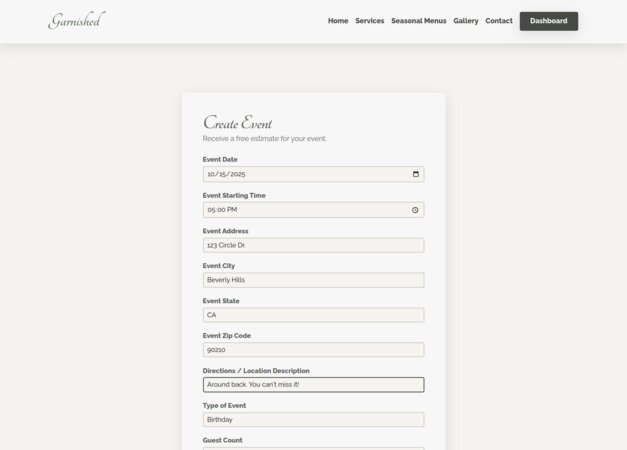 Garnished
Home Services Seasonal Menus Gallery Contact Dashboard
Create Event
Receive a free estimate for your event.
Event Date
10/15/2025
Event Starting Time
05:00 PM
Event Address
123 Circle Dr.
Event City
Beverly Hills
Event State
CA
Event Zip Code
90210
Directions / Location Description
Around back. You can't miss it!
Type of Event
Birthday
Guest Count